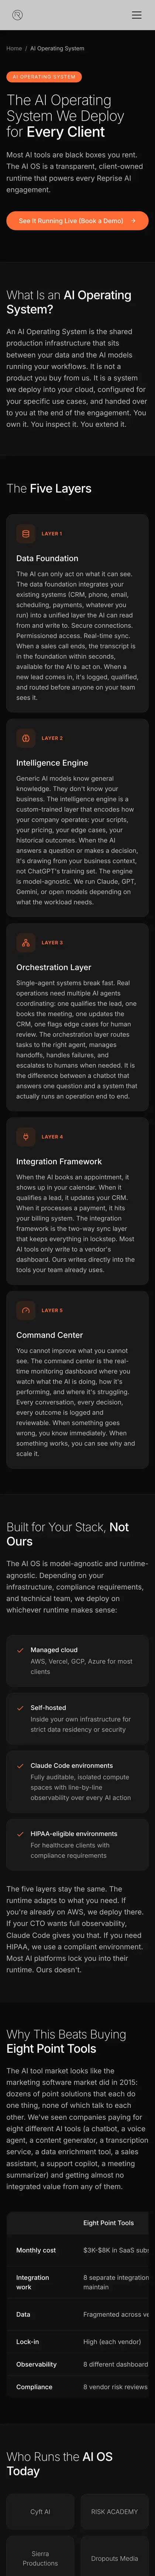 Home / AI Operating System
AI OPERATING SYSTEM
The AI Operating
System We Deploy
for Every Client
Most AI tools are black boxes you rent.
The AI OS is a transparent, client-owned
runtime that powers every Reprise AI
engagement.
See It Running Live (Book a Demo) →
What Is an AI Operating
System?
An AI Operating System is the shared
production infrastructure that sits
between your data and the AI models
running your workflows. It is not a
product you buy from us. It is a system
we deploy into your cloud, configured for
your specific use cases, and handed over
to you at the end of the engagement. You
own it. You inspect it. You extend it.
The Five Layers
LAYER 1
Data Foundation
The AI can only act on what it can see.
The data foundation integrates your
existing systems (CRM, phone, email,
scheduling, payments, whatever you
run) into a unified layer the AI can read
from and write to. Secure connections.
Permissioned access. Real-time sync.
When a sales call ends, the transcript is
in the foundation within seconds,
available for the AI to act on. When a
new lead comes in, it's logged, qualified,
and routed before anyone on your team
sees it.
LAYER 2
Intelligence Engine
Generic AI models know general
knowledge. They don't know your
business. The intelligence engine is a
custom-trained layer that encodes how
your company operates: your scripts,
your pricing, your edge cases, your
historical outcomes. When the AI
answers a question or makes a decision,
it's drawing from your business context,
not ChatGPT's training set. The engine
is model-agnostic. We run Claude, GPT,
Gemini, or open models depending on
what the workload needs.
LAYER 3
Orchestration Layer
Single-agent systems break fast. Real
operations need multiple AI agents
coordinating: one qualifies the lead, one
books the meeting, one updates the
CRM, one flags edge cases for human
review. The orchestration layer routes
tasks to the right agent, manages
handoffs, handles failures, and
escalates to humans when needed. It is
the difference between a chatbot that
answers one question and a system that
actually runs an operation end to end.
LAYER 4
Integration Framework
When the AI books an appointment, it
shows up in your calendar. When it
qualifies a lead, it updates your CRM.
When it processes a payment, it hits
your billing system. The integration
framework is the two-way sync layer
that keeps everything in lockstep. Most
AI tools only write to a vendor's
dashboard. Ours writes directly into the
tools your team already uses.
LAYER 5
Command Center
You cannot improve what you cannot
see. The command center is the real-
time monitoring dashboard where you
watch what the AI is doing, how it's
performing, and where it's struggling.
Every conversation, every decision,
every outcome is logged and
reviewable. When something goes
wrong, you know immediately. When
something works, you can see why and
scale it.
Built for Your Stack, Not
Ours
The AI OS is model-agnostic and runtime-
agnostic. Depending on your
infrastructure, compliance requirements,
and technical team, we deploy on
whichever runtime makes sense:
Managed cloud
AWS, Vercel, GCP, Azure for most
clients
Self-hosted
Inside your own infrastructure for
strict data residency or security
Claude Code environments
Fully auditable, isolated compute
spaces with line-by-line
observability over every AI action
HIPAA-eligible environments
For healthcare clients with
compliance requirements
The five layers stay the same. The
runtime adapts to what you need. If
you're already on AWS, we deploy there.
If your CTO wants full observability,
Claude Code gives you that. If you need
HIPAA, we use a compliant environment.
Most AI platforms lock you into their
runtime. Ours doesn't.
Why This Beats Buying
Eight Point Tools
The AI tool market looks like the
marketing software market did in 2015:
dozens of point solutions that each do
one thing, none of which talk to each
other. We've seen companies paying for
eight different AI tools (a chatbot, a voice
agent, a content generator, a transcription
service, a data enrichment tool, a sales
assistant, a support copilot, a meeting
summarizer) and getting almost no
integrated value from any of them.
Eight Point Tools
Monthly cost $3K-$8K in SaaS subs
Integration work 8 separate integration maintain
Data Fragmented across ve
Lock-in High (each vendor)
Observability 8 different dashboard
Compliance 8 vendor risk reviews
Who Runs the AI OS
Today
Cyft AI
RISK ACADEMY
Sierra
Productions
Dropouts Media